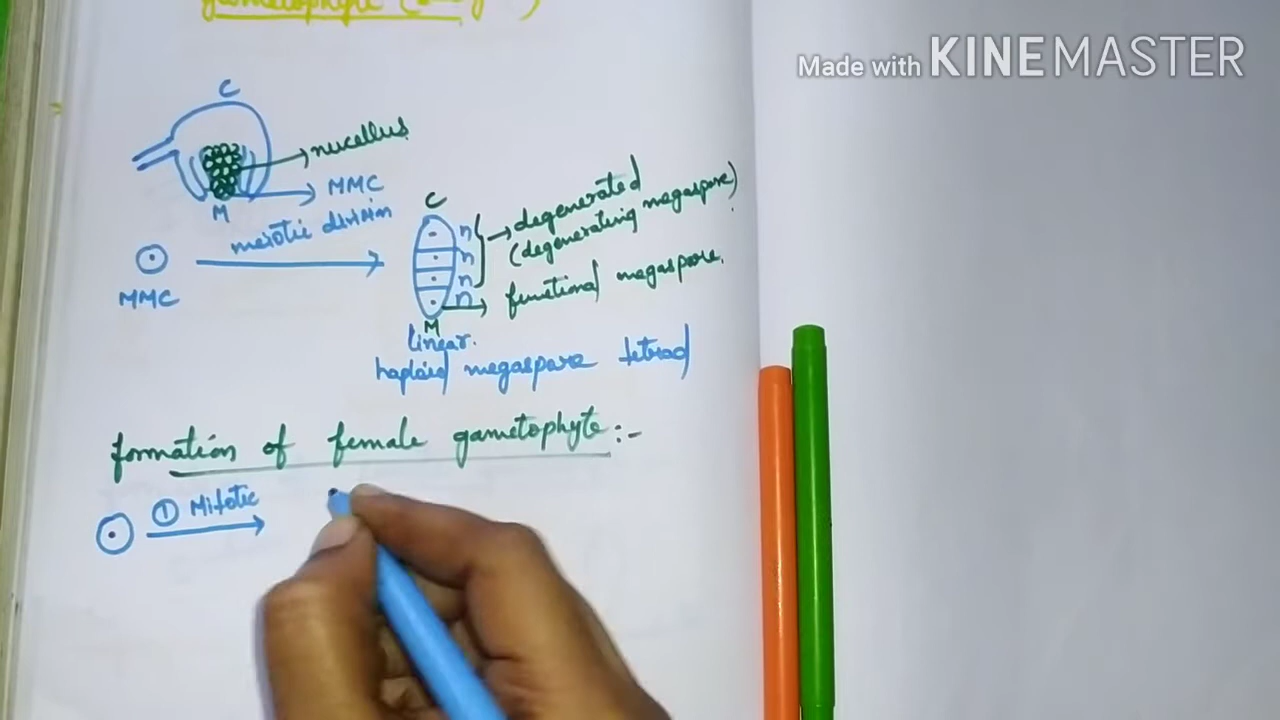 Made with KINEMASTER
C
nucellus
MMC
M
meiotic division
MMC
C
n
n
n
n
degenerated
(degenerating megaspore)
functional megaspore.
M
linear.
haploid megaspore tetrad
formation of female gametophyte :-
① Mitotic